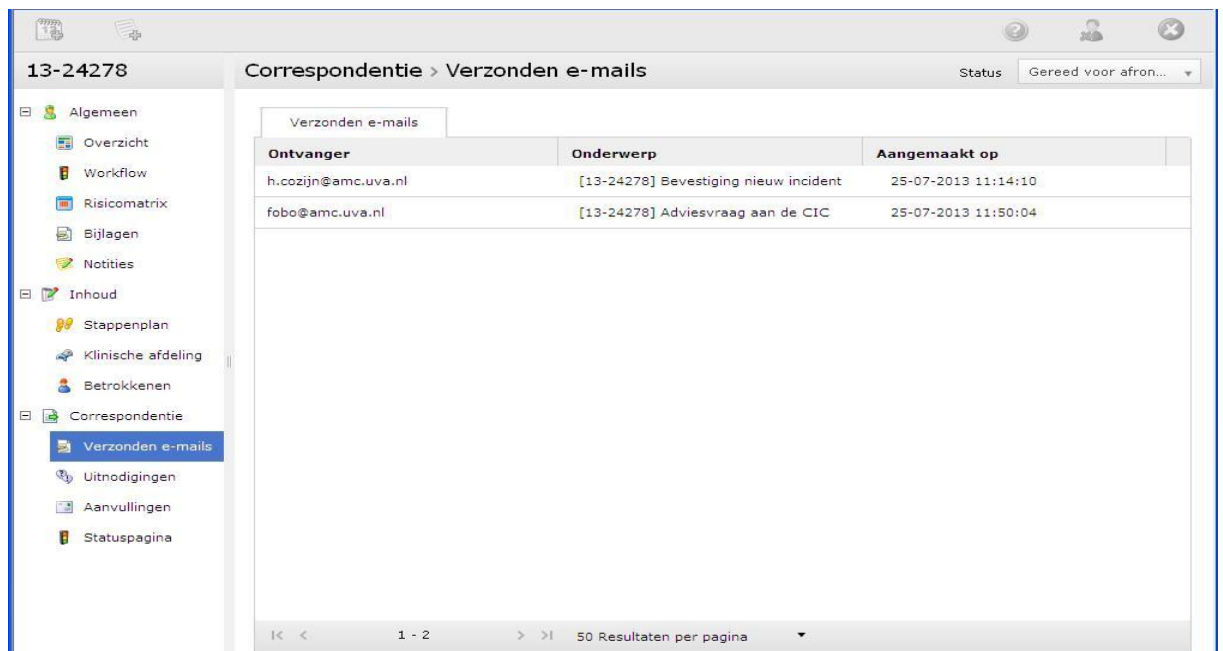 13-24278
Correspondentie > Verzonden e-mails
Status
Gereed voor afron...
Algemeen
Overzicht
Workflow
Risicomatrix
Bijlagen
Notities
Inhoud
Stappenplan
Klinische afdeling
Betrokkenen
Correspondentie
Verzonden e-mails
Uitnodigingen
Aanvullingen
Statuspagina
Verzonden e-mails
Ontvanger Onderwerp Aangemaakt op
h.cozijn@amc.uva.nl [13-24278] Bevestiging nieuw incident 25-07-2013 11:14:10
fobo@amc.uva.nl [13-24278] Adviesvraag aan de CIC 25-07-2013 11:50:04
1 - 2 50 Resultaten per pagina